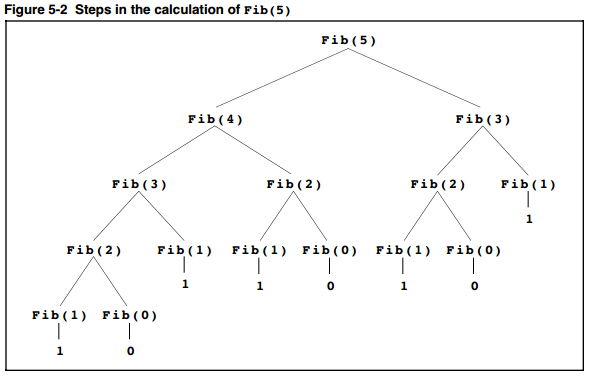 Figure 5-2 Steps in the calculation of Fib(5)
Fib(5)
Fib(4) Fib(3)
Fib(3) Fib(2) Fib(2) Fib(1)
1
Fib(2) Fib(1) Fib(1) Fib(0) Fib(1) Fib(0)
1 1 0 1 0
Fib(1) Fib(0)
1 0